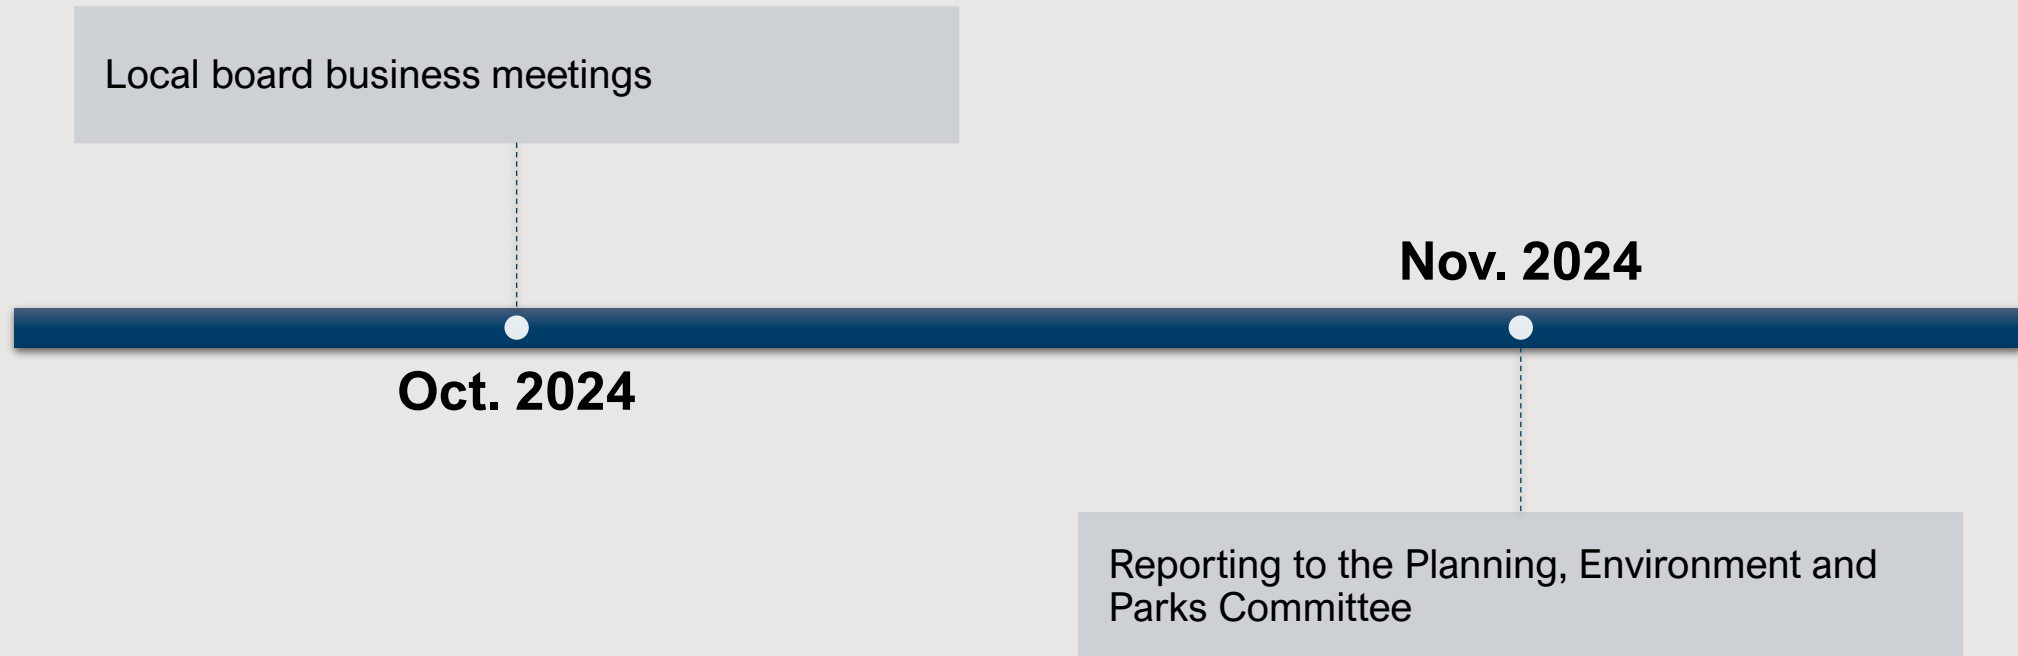 Local board business meetings
Nov. 2024
Oct. 2024
Reporting to the Planning, Environment and
Parks Committee